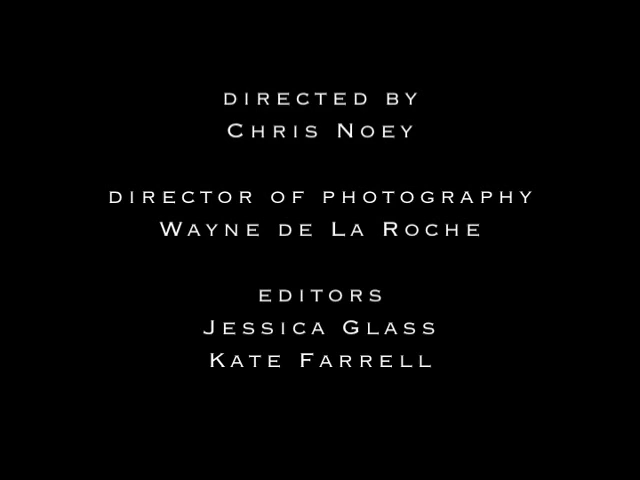 DIRECTED BY
CHRIS NOEY
DIRECTOR OF PHOTOGRAPHY
WAYNE DE LA ROCHE
EDITORS
JESSICA GLASS
KATE FARRELL